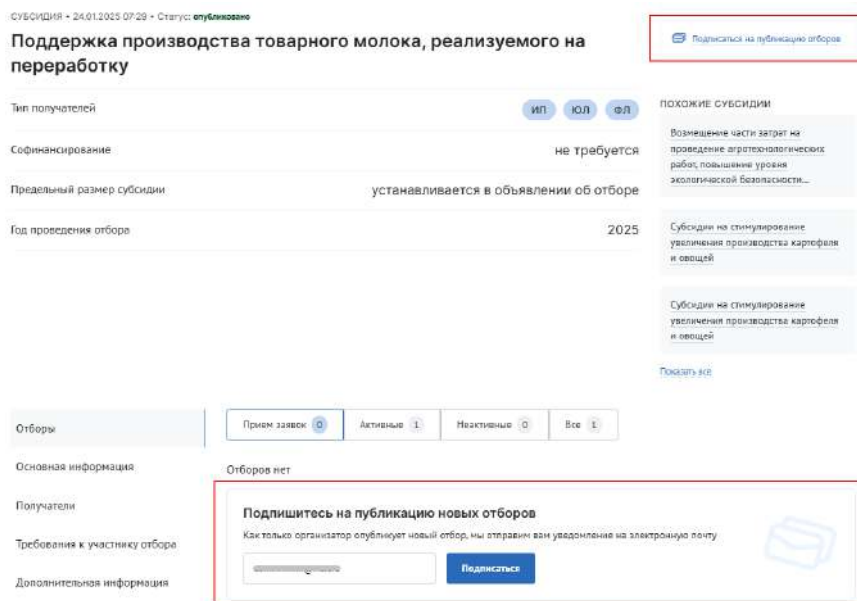 СУБСИДИЯ • 24.01.2025 07:29 • Статус: опубликовано
Поддержка производства товарного молока, реализуемого на
переработку
Подписаться на публикацию отборов
Тип получателей
ИП ЮЛ ФЛ
Софинансирование
не требуется
Предельный размер субсидии
устанавливается в объявлении об отборе
Год проведения отбора
2025
ПОХОЖИЕ СУБСИДИИ
Возмещение части затрат на
проведение агротехнологических
работ, повышение уровня
экологической безопасности...
Субсидии на стимулирование
увеличения производства картофеля
и овощей
Субсидии на стимулирование
увеличения производства картофеля
и овощей
Показать все
Отборы
Основная информация
Получатели
Требования к участнику отбора
Дополнительная информация
Прием заявок 0
Активные 1
Неактивные 0
Все 1
Отборов нет
Подпишитесь на публикацию новых отборов
Как только организатор опубликует новый отбор, мы отправим вам уведомление на электронную почту
Подписаться